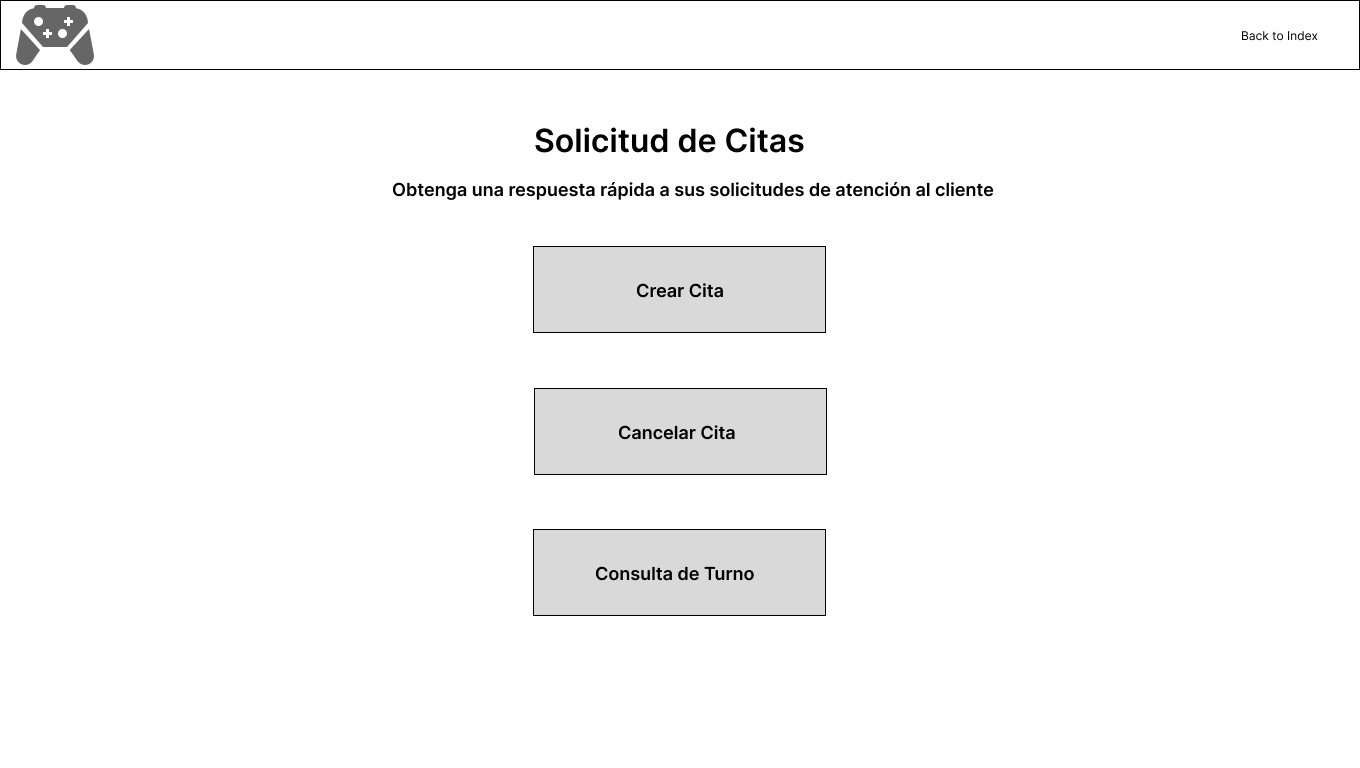 Back to Index
Solicitud de Citas
Obtenga una respuesta rápida a sus solicitudes de atención al cliente
Crear Cita
Cancelar Cita
Consulta de Turno